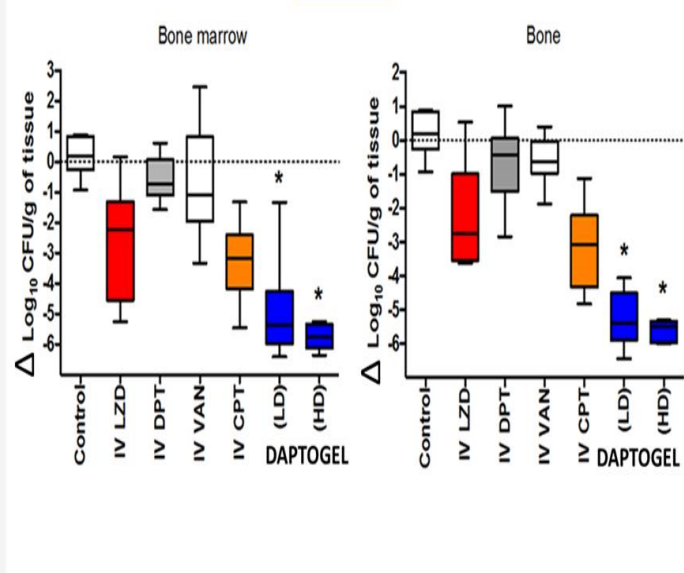 Bone marrow
Δ Log10 CFU/g of tissue
3
2
1
0
-1
-2
-3
-4
-5
-6
*
*
Control
IV LZD
IV DPT
IV VAN
IV CPT
(LD)
(HD)
DAPTOGEL
Bone
Δ Log10 CFU/g of tissue
2
1
0
-1
-2
-3
-4
-5
-6
*
*
Control
IV LZD
IV DPT
IV VAN
IV CPT
(LD)
(HD)
DAPTOGEL